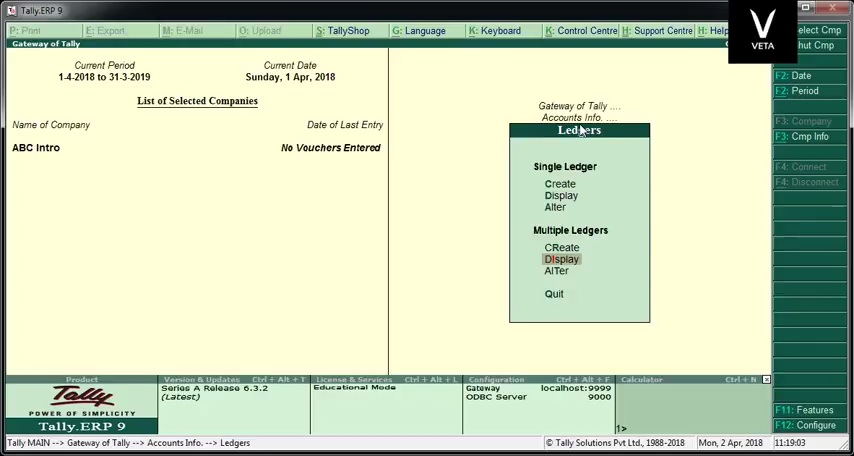 Tally.ERP 9
P: Print E: Export M: E-Mail O: Upload S: TallyShop G: Language K: Keyboard K: Control Centre H: Support Centre H: Help
Gateway of Tally
Current Period Current Date
1-4-2018 to 31-3-2019 Sunday, 1 Apr, 2018
List of Selected Companies
Name of Company Date of Last Entry
ABC Intro No Vouchers Entered
Gateway of Tally ....
Accounts Info. ....
Ledgers
Single Ledger
Create
Display
Alter
Multiple Ledgers
CReate
DIsplay
AlTer
Quit
VETA
elect Cmp
hut Cmp
F2: Date
F2: Period
F3: Company
F3: Cmp Info
F4: Connect
F4: Disconnect
F11: Features
F12: Configure
Product
Tally
POWER OF SIMPLICITY
Tally.ERP 9
Version & Updates Ctrl + Alt + T
Series A Release 6.3.2
(Latest)
License & Services Ctrl + Alt + L
Educational Mode
Configuration Ctrl + Alt + F
Gateway localhost:9999
ODBC Server 9000
Calculator Ctrl + N
1>
Tally MAIN --> Gateway of Tally --> Accounts Info. --> Ledgers © Tally Solutions Pvt Ltd., 1988-2018 Mon, 2 Apr, 2018 11:19:03